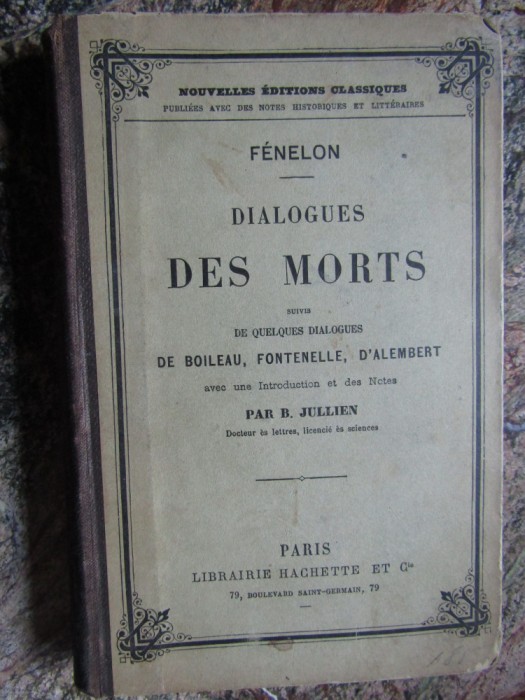 NOUVELLES ÉDITIONS CLASSIQUES
PUBLIÉES AVEC DES NOTES HISTORIQUES ET LITTÉRAIRES
FÉNELON
DIALOGUES
DES MORTS
SUIVIS
DE QUELQUES DIALOGUES
DE BOILEAU, FONTENELLE, D'ALEMBERT
avec une Introduction et des Notes
PAR B. JULLIEN
Docteur ès lettres, licencié ès sciences
PARIS
LIBRAIRIE HACHETTE ET Cie
79, BOULEVARD SAINT-GERMAIN, 79